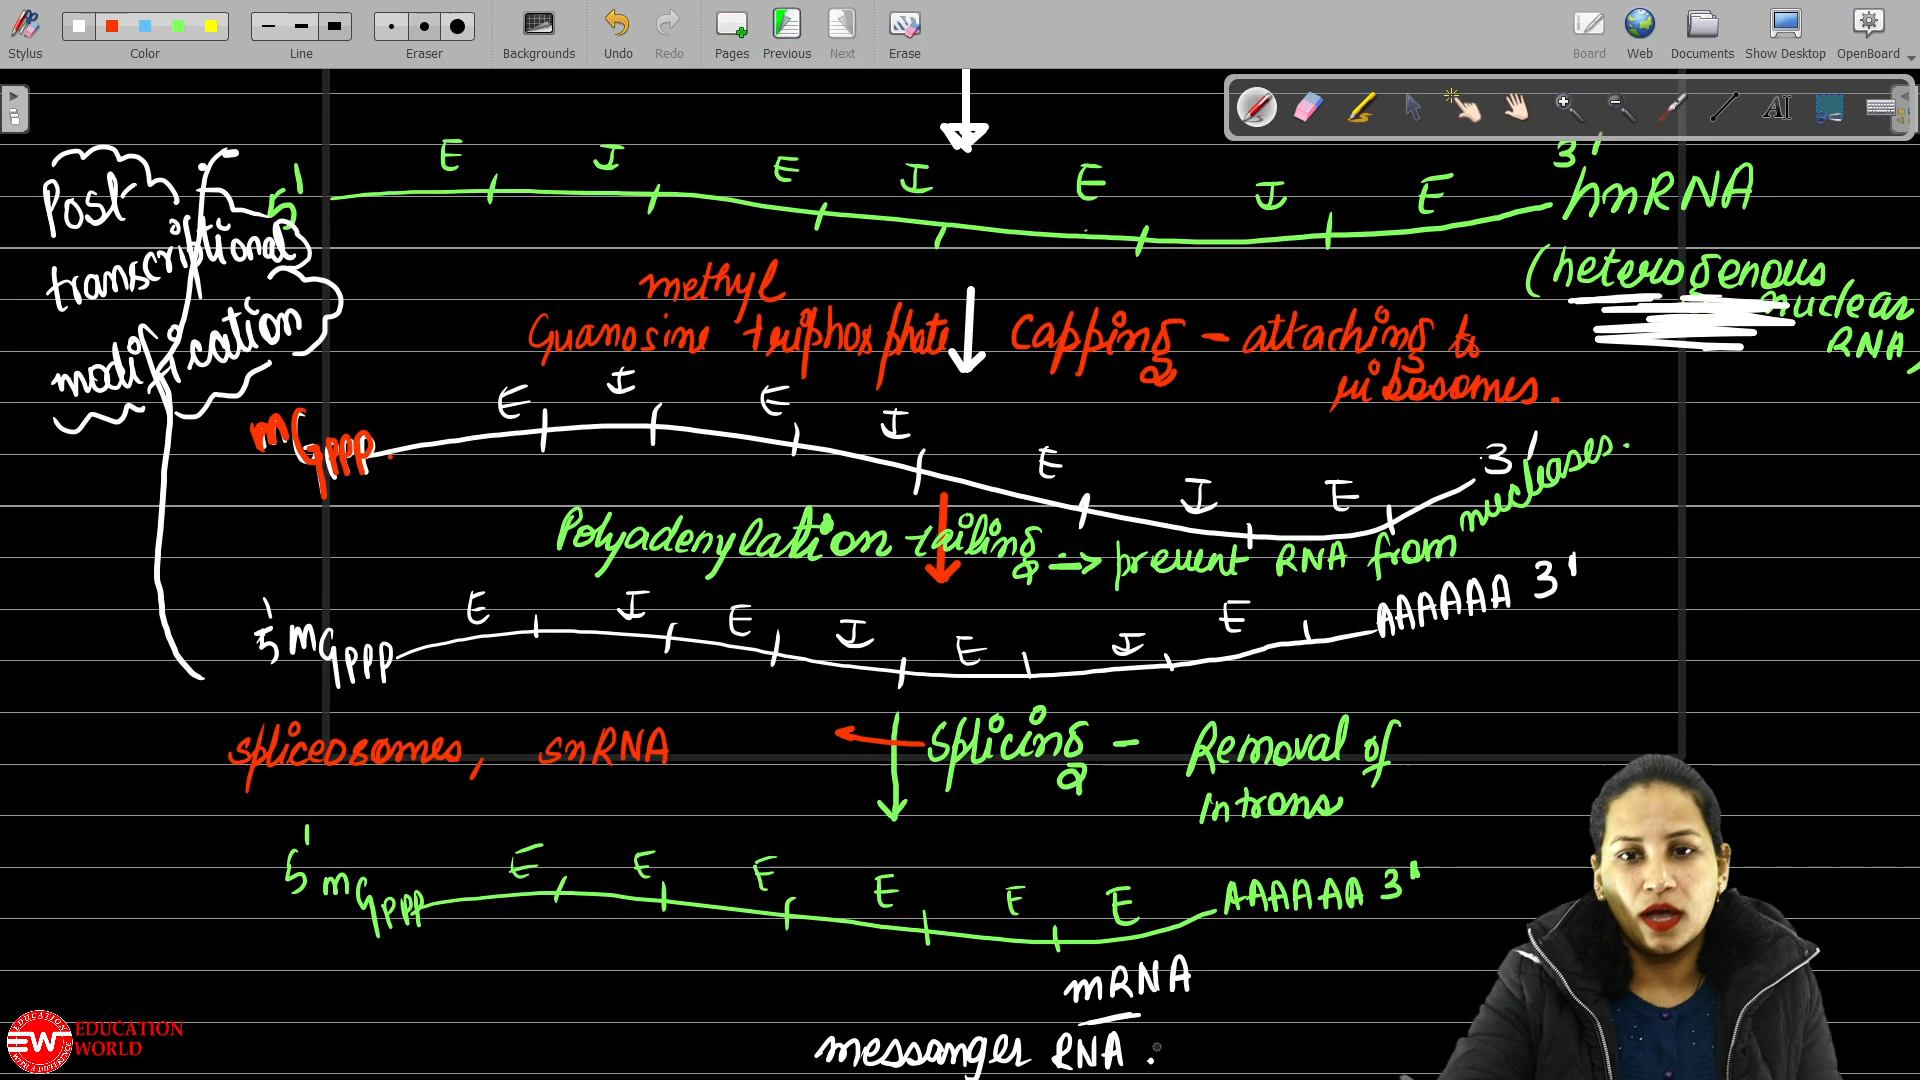 Stylus Color Line Eraser Backgrounds Undo Redo Pages Previous Next Erase Board Web Documents Show Desktop OpenBoard
E I E I E I E 3'
5' hnRNA
Post
transcriptional
modification
(heterogenous
nuclear
RNA,
methyl
Guanosine triphosphate Capping - attaching to
ribosomes.
E I E I E I E 3'
mGppp.
Polyadenylation tailing -> prevent RNA from nucleases.
E I E I E I E
5' mGppp AAAAAA 3'
spliceosomes, snRNA Splicing - Removal of
introns
E E E E E E
5' mGppp AAAAAA 3'
mRNA
messanger RNA.
EW
EDUCATION
WORLD